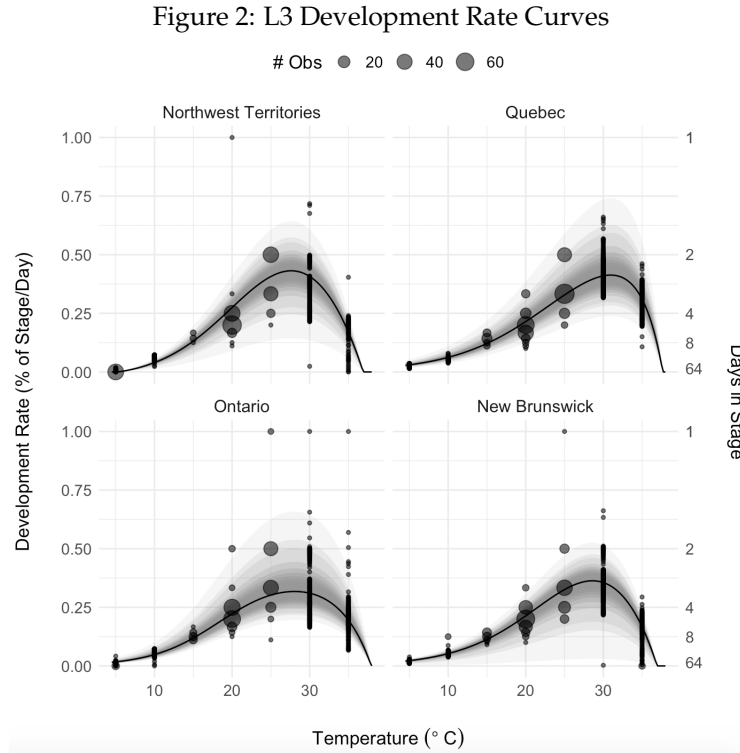 Figure 2: L3 Development Rate Curves
# Obs 20 40 60
Northwest Territories Quebec
1.00 1
0.75
0.50 2
0.25 4
8
0.00 64
Ontario New Brunswick
1.00 1
0.75
0.50 2
0.25 4
8
0.00 64
10 20 30 10 20 30
Development Rate (% of Stage/Day)
Days in Stage
Temperature (° C)